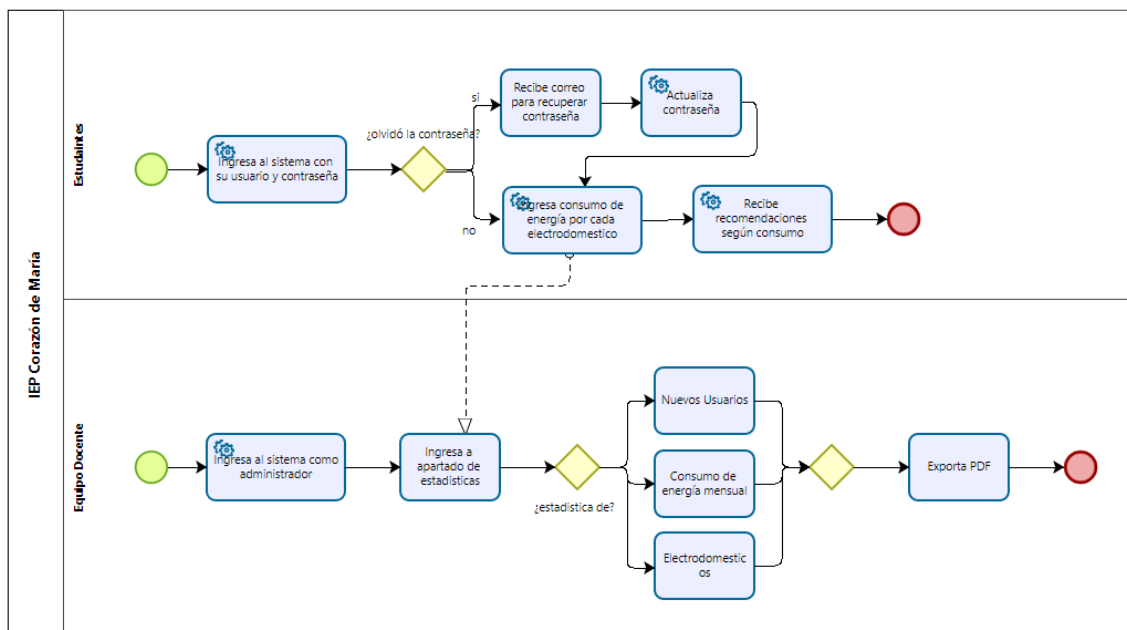 IEP Corazón de María
Estudaintes
Ingresa al sistema con
su usuario y contraseña
¿olvidó la contraseña?
si
no
Recibe correo
para recuperar
contraseña
Actualiza
contraseña
Ingresa consumo de
energía por cada
electrodomestico
Recibe
recomendaciones
según consumo
Equipo Docente
Ingresa al sistema como
administrador
Ingresa a
apartado de
estadisticas
¿estadistica de?
Nuevos Usuarios
Consumo de
energía mensual
Electrodomestic
os
Exporta PDF